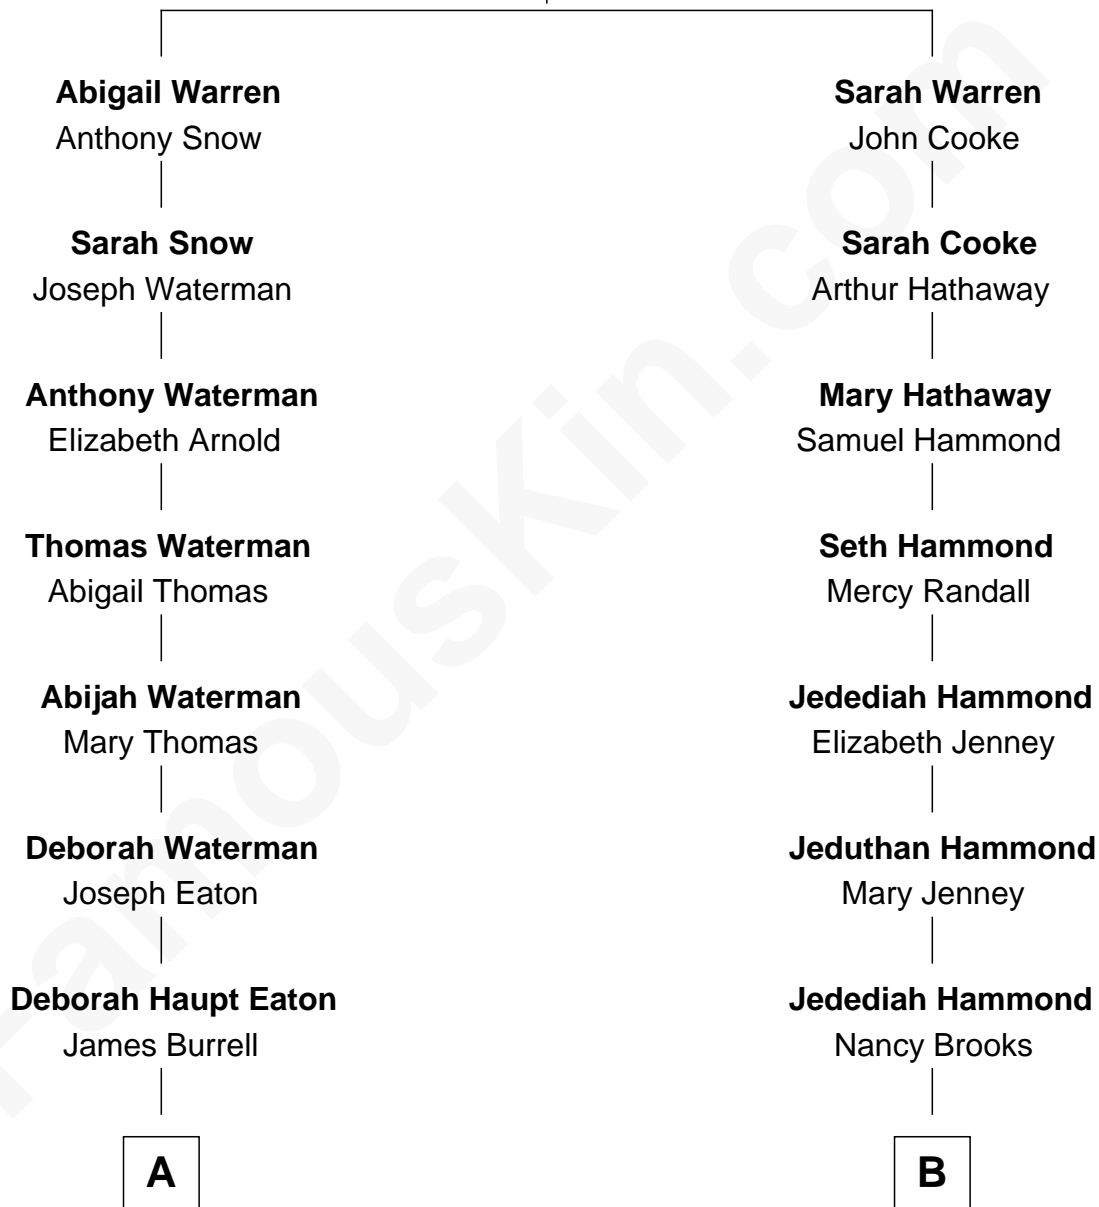 Abigail Warren
Anthony Snow
Sarah Snow
Joseph Waterman
Anthony Waterman
Elizabeth Arnold
Thomas Waterman
Abigail Thomas
Abijah Waterman
Mary Thomas
Deborah Waterman
Joseph Eaton
Deborah Haupt Eaton
James Burrell
A
Sarah Warren
John Cooke
Sarah Cooke
Arthur Hathaway
Mary Hathaway
Samuel Hammond
Seth Hammond
Mercy Randall
Jedediah Hammond
Elizabeth Jenney
Jeduthan Hammond
Mary Jenney
Jedediah Hammond
Nancy Brooks
B
FamousKin.com